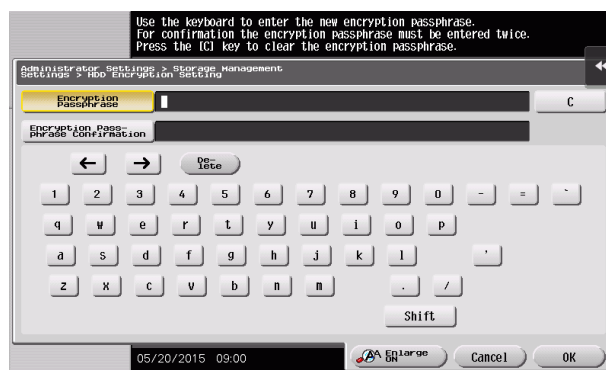 Use the keyboard to enter the new encryption passphrase.
For confirmation the encryption passphrase must be entered twice.
Press the [C] key to clear the encryption passphrase.
Administrator Settings > Storage Management
Settings > HDD Encryption Setting
Encryption
Passphrase
C
Encryption Pass-
phrase Confirmation
← → De-
lete
1 2 3 4 5 6 7 8 9 0 - = `
q w e r t y u i o p
a s d f g h j k l '
z x c v b n m . /
Shift
05/20/2015 09:00
Enlarge
ON
Cancel
OK